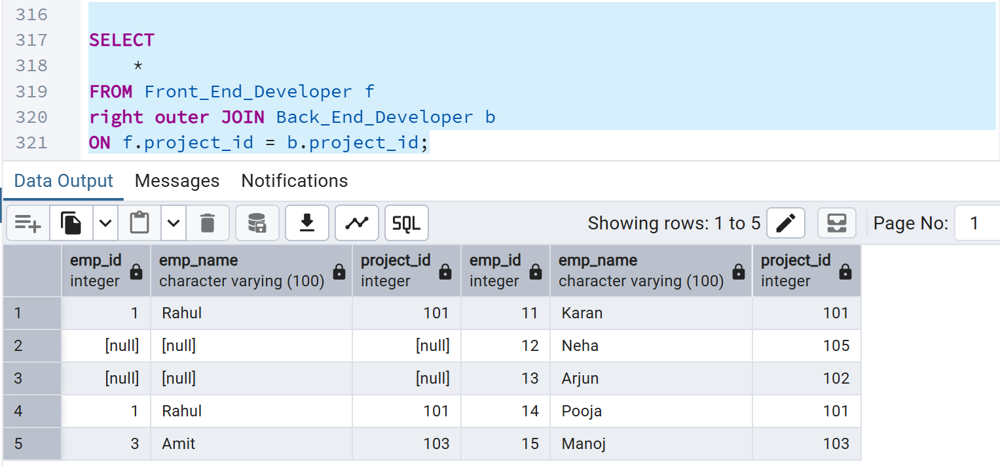 316
317 SELECT
318 *
319 FROM Front_End_Developer f
320 right outer JOIN Back_End_Developer b
321 ON f.project_id = b.project_id;
Data Output Messages Notifications
SQL Showing rows: 1 to 5 Page No: 1
emp_id emp_name project_id emp_id emp_name project_id
integer character varying (100) integer integer character varying (100) integer
1 1 Rahul 101 11 Karan 101
2 [null] [null] [null] 12 Neha 105
3 [null] [null] [null] 13 Arjun 102
4 1 Rahul 101 14 Pooja 101
5 3 Amit 103 15 Manoj 103